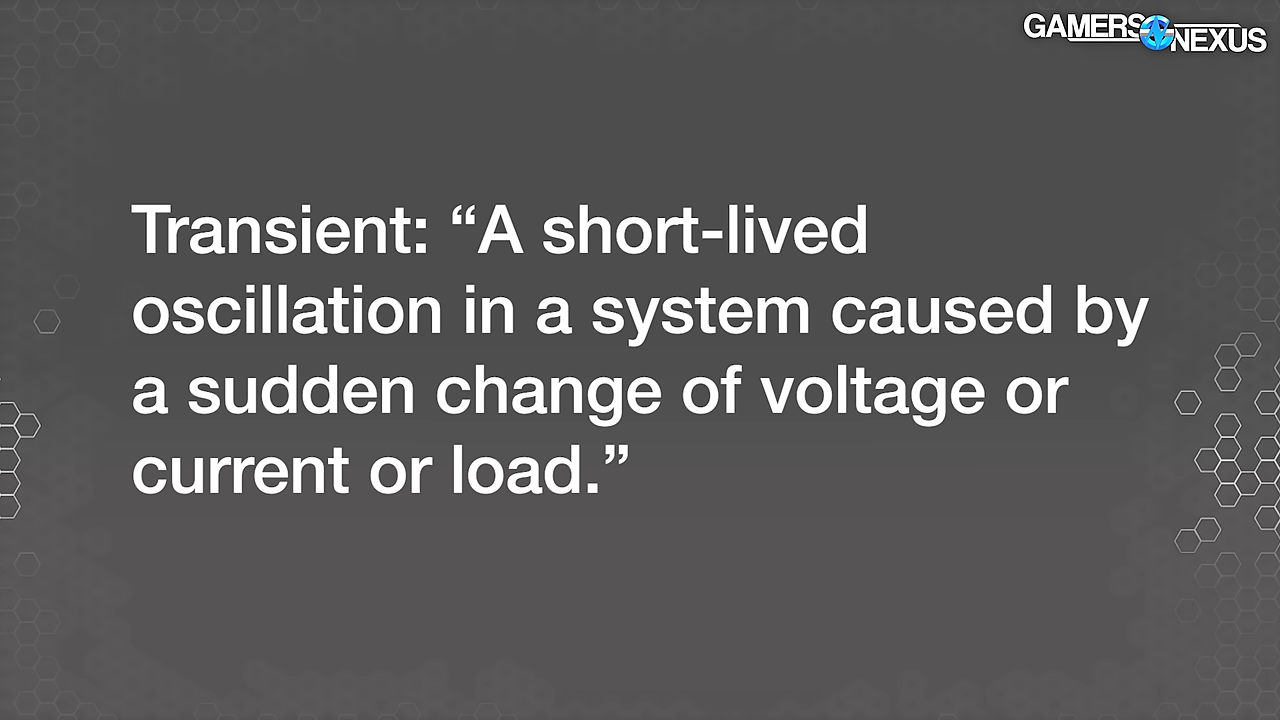 GAMERS NEXUS
Transient: “A short-lived
oscillation in a system caused by
a sudden change of voltage or
current or load.”